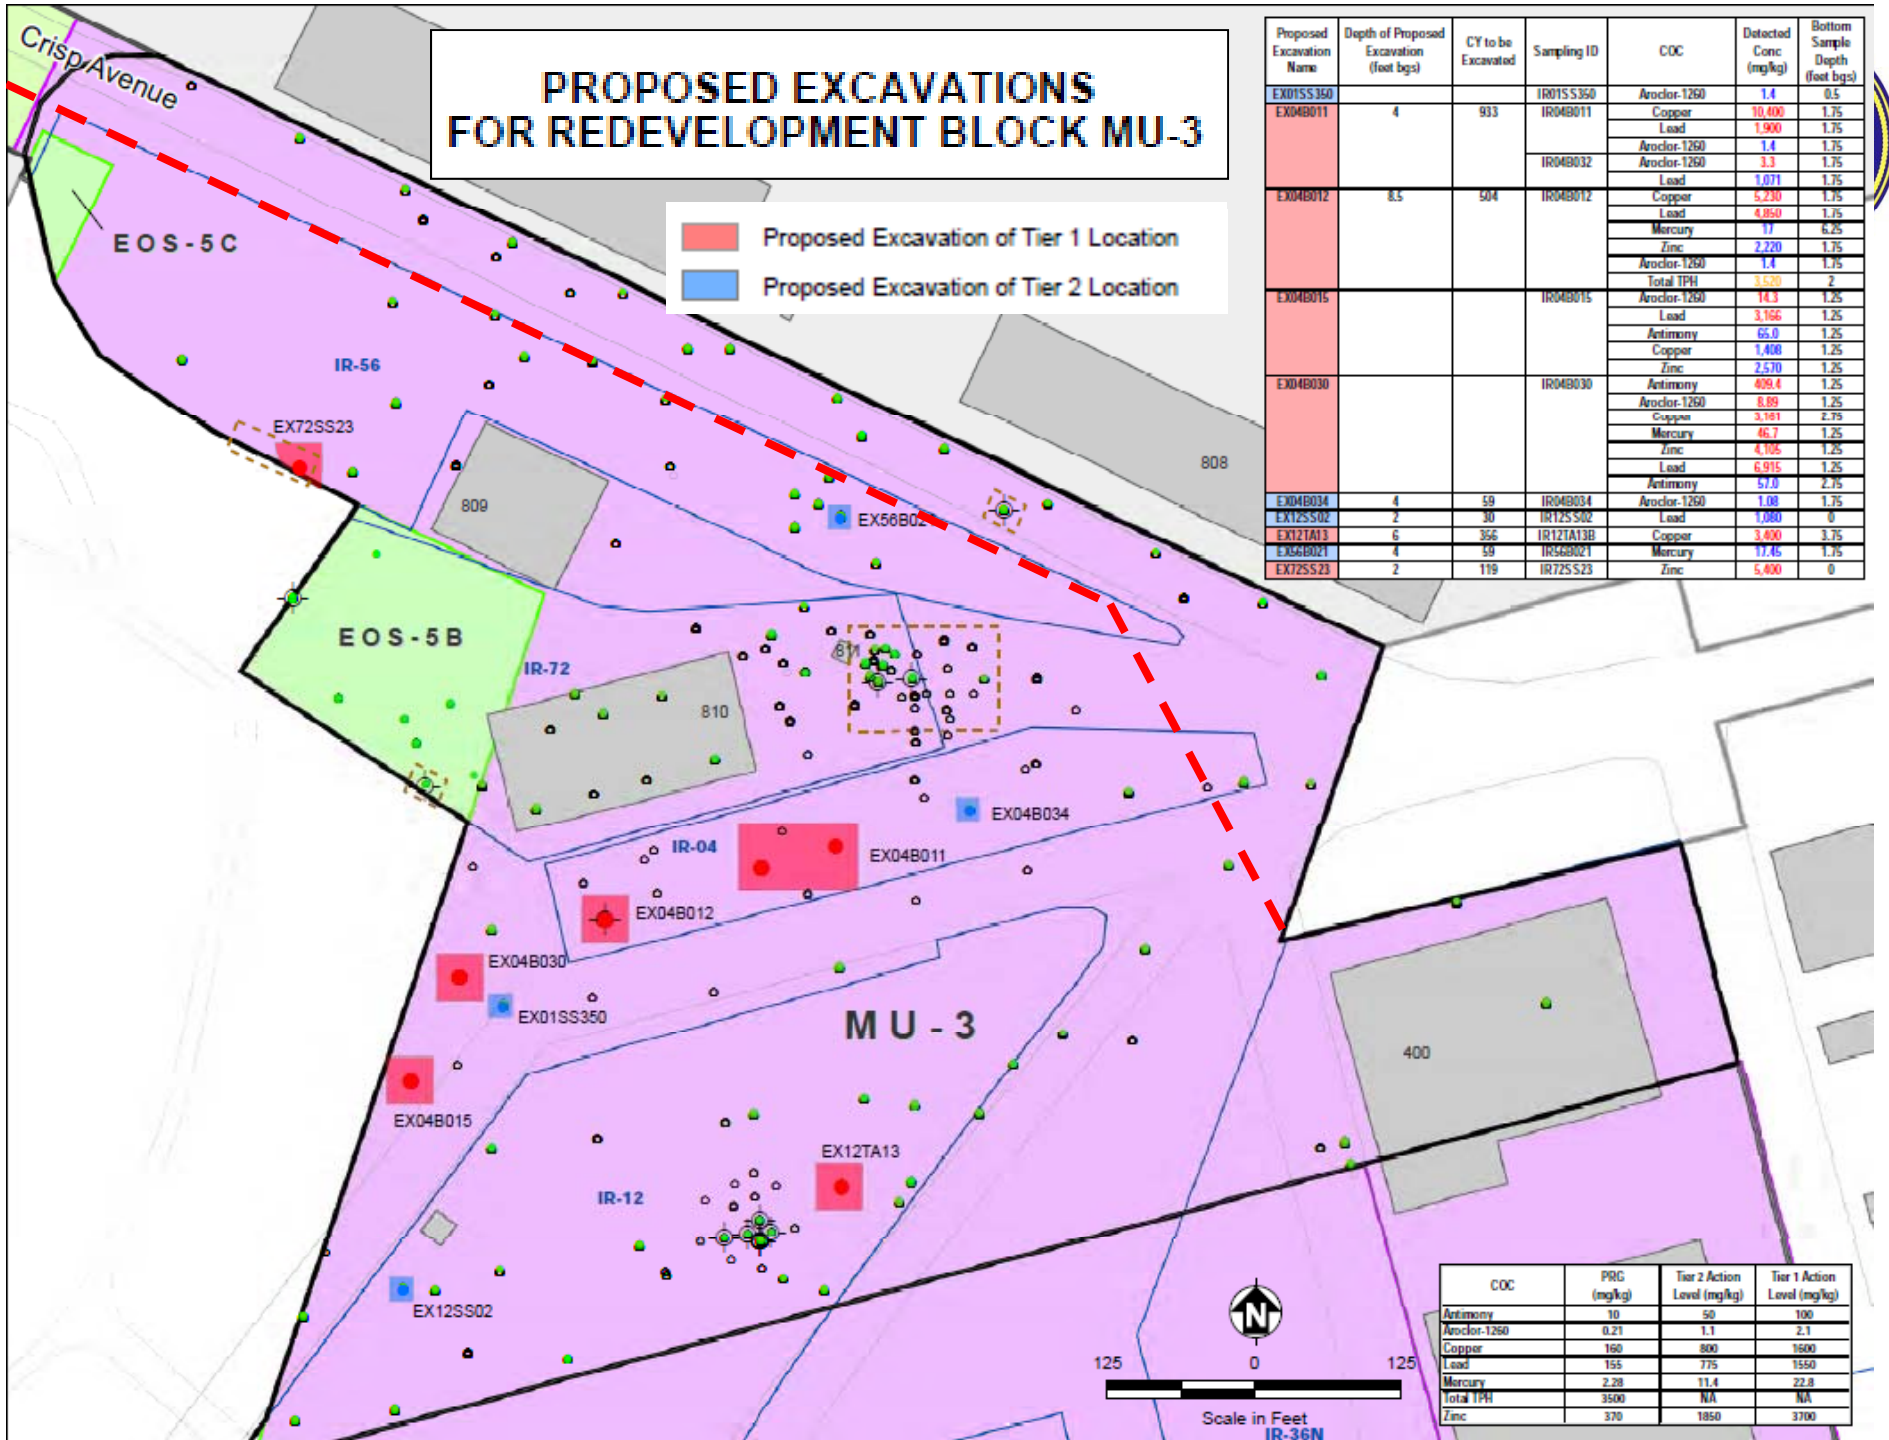 Crisp Avenue
PROPOSED EXCAVATIONS
FOR REDEVELOPMENT BLOCK MU-3
Proposed Excavation of Tier 1 Location
Proposed Excavation of Tier 2 Location
Proposed Excavation Name | Depth of Proposed Excavation (feet bgs) | CY to be Excavated | Sampling ID | COC | Detected Conc (mg/kg) | Bottom Sample Depth (feet bgs)
EX01SS350 IR01SS350 Aroclor-1260 1.4 0.5
EX04B011 4 933 IR04B011 Copper 10,400 1.75
Lead 1,900 1.75
Aroclor-1260 1.4 1.75
IR04B032 Aroclor-1260 3.3 1.75
Lead 1,071 1.75
EX04B012 8.5 504 IR04B012 Copper 5,230 1.75
Lead 4,850 1.75
Mercury 17 6.25
Zinc 2,220 1.75
Aroclor-1260 1.4 1.75
Total TPH 3,520 2
EX04B015 IR04B015 Aroclor-1260 14.3 1.25
Lead 3,166 1.25
Antimony 65.0 1.25
Copper 1,408 1.25
Zinc 2,570 1.25
EX04B030 IR04B030 Antimony 409.4 1.25
Aroclor-1260 8.89 1.25
Copper 3,161 2.75
Mercury 46.7 1.25
Zinc 4,105 1.25
Lead 6,915 1.25
Antimony 57.0 2.75
EX04B034 4 59 IR04B034 Aroclor-1260 1.08 1.75
EX12SS02 2 30 IR12SS02 Lead 1,080 0
EX12TA13 6 356 IR12TA13B Copper 3,400 3.75
EX56B021 4 59 IR56B021 Mercury 17.45 1.75
EX72SS23 2 119 IR72SS23 Zinc 5,400 0
EOS-5C
IR-56
EX72SS23
809
808
EX56B02
EOS-5B
IR-72
811
810
EX04B034
IR-04
EX04B011
EX04B012
EX04B030
EX01SS350
MU-3
400
EX04B015
EX12TA13
IR-12
EX12SS02
N
125 0 125
Scale in Feet
IR-36N
COC | PRG (mg/kg) | Tier 2 Action Level (mg/kg) | Tier 1 Action Level (mg/kg)
Antimony 10 50 100
Aroclor-1260 0.21 1.1 2.1
Copper 160 800 1600
Lead 155 775 1550
Mercury 2.28 11.4 22.8
Total TPH 3500 NA NA
Zinc 370 1850 3700